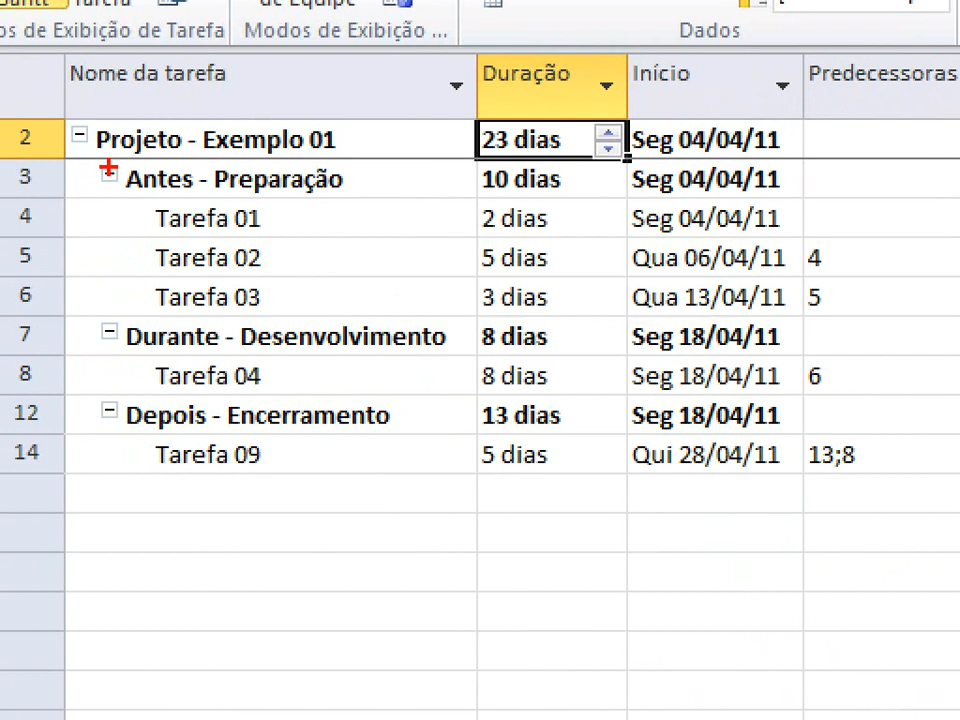 os de Exibição de Tarefa Modos de Exibição ... Dados
Nome da tarefa Duração Início Predecessoras
2 Projeto - Exemplo 01 23 dias Seg 04/04/11
3 Antes - Preparação 10 dias Seg 04/04/11
4 Tarefa 01 2 dias Seg 04/04/11
5 Tarefa 02 5 dias Qua 06/04/11 4
6 Tarefa 03 3 dias Qua 13/04/11 5
7 Durante - Desenvolvimento 8 dias Seg 18/04/11
8 Tarefa 04 8 dias Seg 18/04/11 6
12 Depois - Encerramento 13 dias Seg 18/04/11
14 Tarefa 09 5 dias Qui 28/04/11 13;8